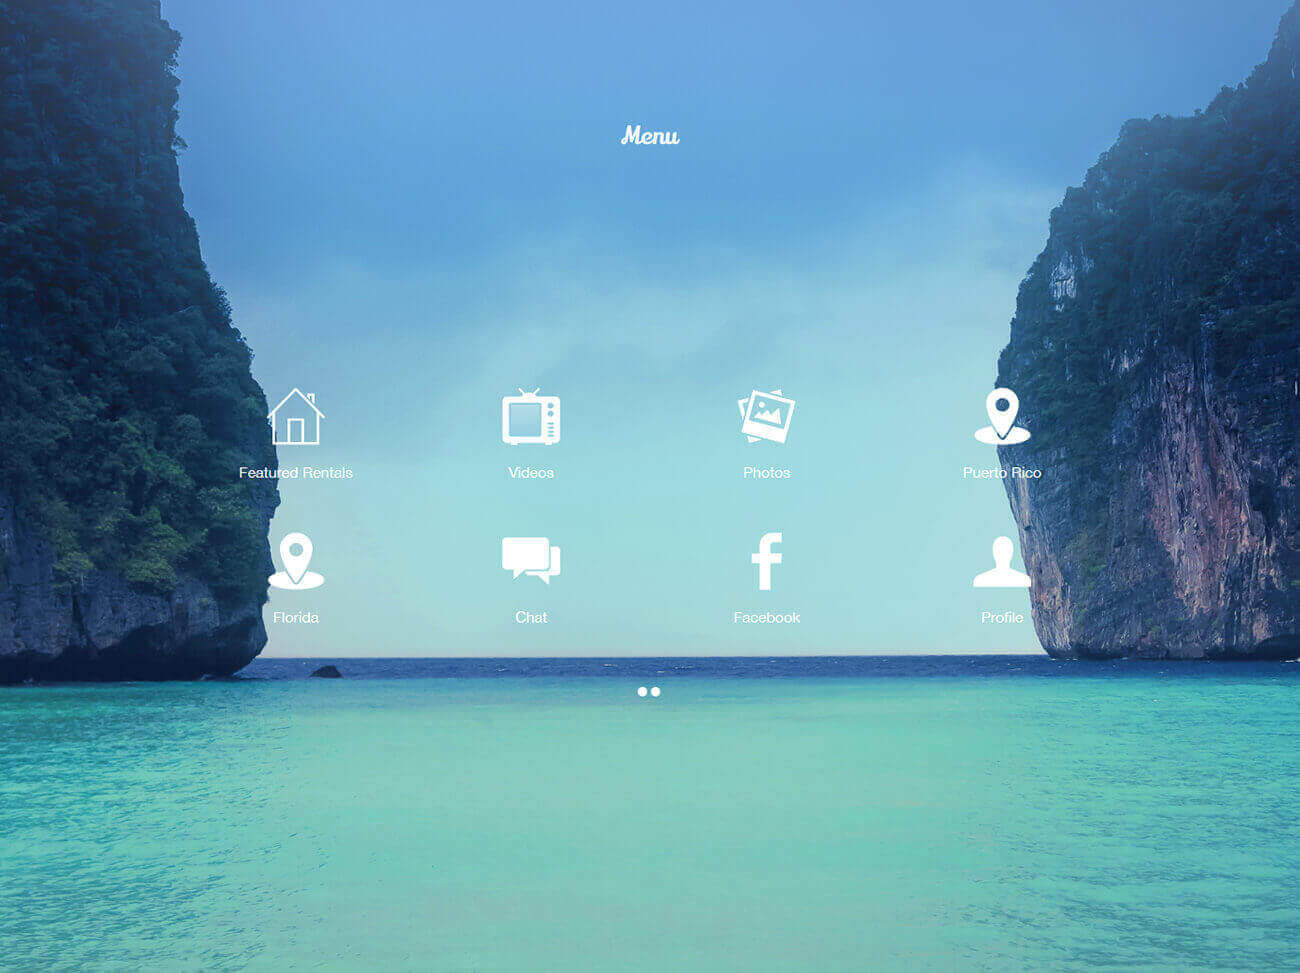 Menu
Featured Rentals
Videos
Photos
Puerto Rico
Florida
Chat
Facebook
Profile